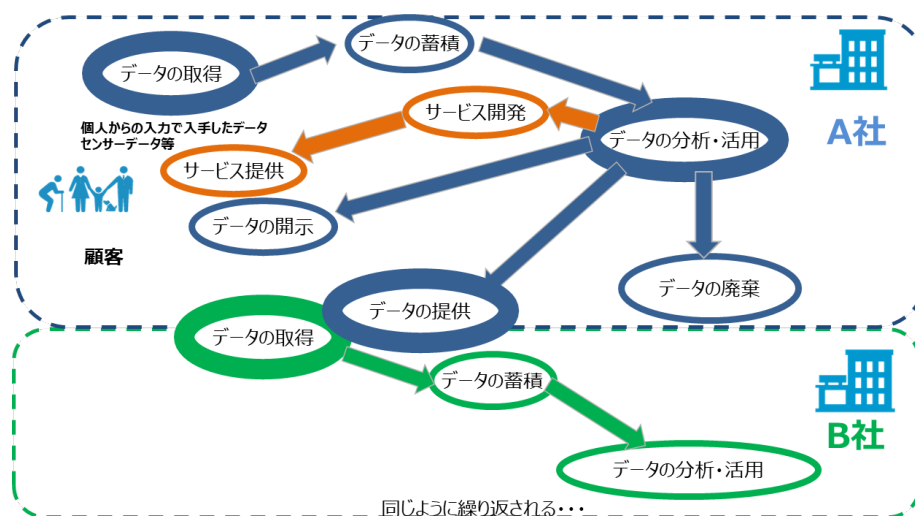 データの蓄積
データの取得
サービス開発
個人からの入力で入手したデータ
センサーデータ等
データの分析・活用
A社
サービス提供
データの開示
顧客
データの廃棄
データの提供
データの取得
データの蓄積
B社
データの分析・活用
同じように繰り返される・・・